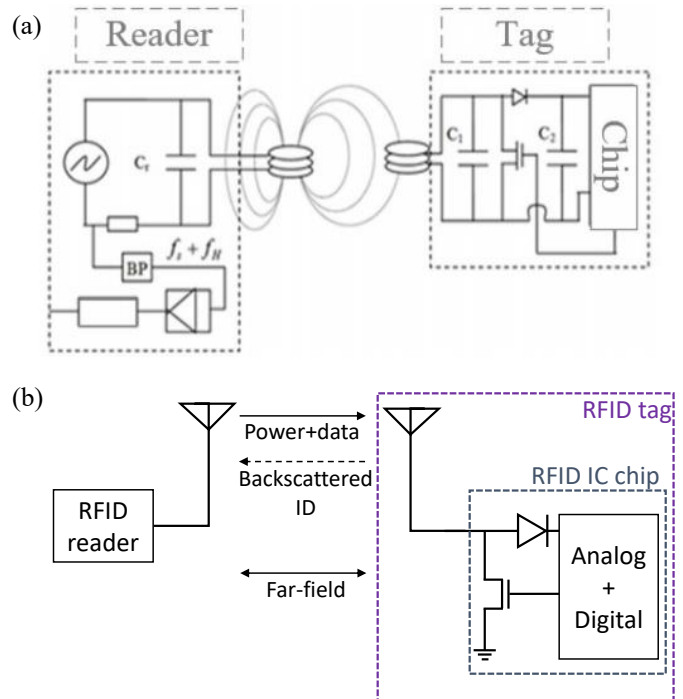 (a)
Reader
Tag
Cr
fs + fH
BP
C1
C2
Chip
(b)
RFID tag
Power+data
Backscattered
ID
RFID IC chip
RFID
reader
Analog
+
Digital
Far-field